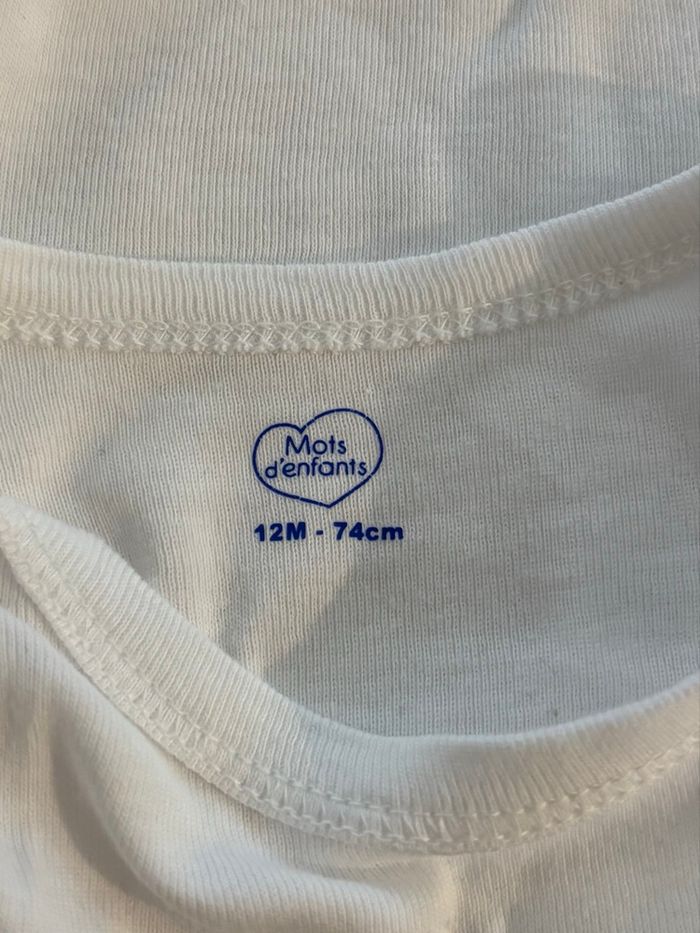 Mots
d'enfants
12M - 74cm